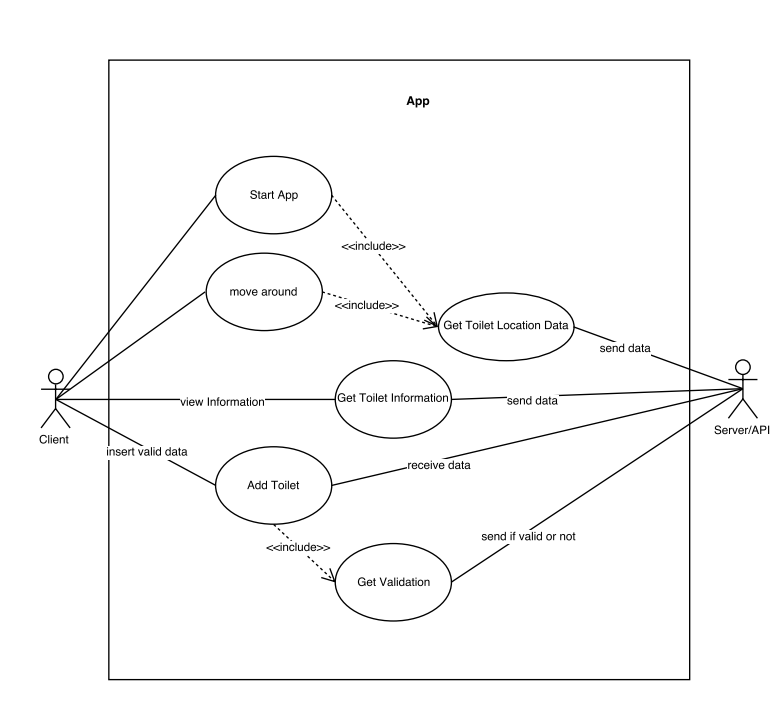 App
Start App
<<include>>
move around
<<include>>
Get Toilet Location Data
send data
Client
view Information
Get Toilet Information
send data
Server/API
insert valid data
Add Toilet
receive data
<<include>>
send if valid or not
Get Validation